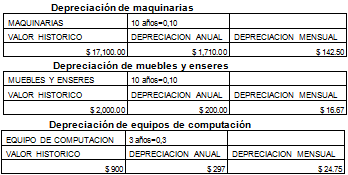 Depreciación de maquinarias
MAQUINARIAS 10 años=0,10
VALOR HISTORICO DEPRECIACION ANUAL DEPRECIACION MENSUAL
$ 17,100.00 $ 1,710.00 $ 142.50
Depreciación de muebles y enseres
MUEBLES Y ENSERES 10 años=0,10
VALOR HISTORICO DEPRECIACION ANUAL DEPRECIACION MENSUAL
$ 2,000.00 $ 200.00 $ 16.67
Depreciación de equipos de computación
EQUIPO DE COMPUTACION 3 años=0,3
VALOR HISTORICO DEPRECIACION ANUAL DEPRECIACION MENSUAL
$ 900 $ 297 $ 24.75